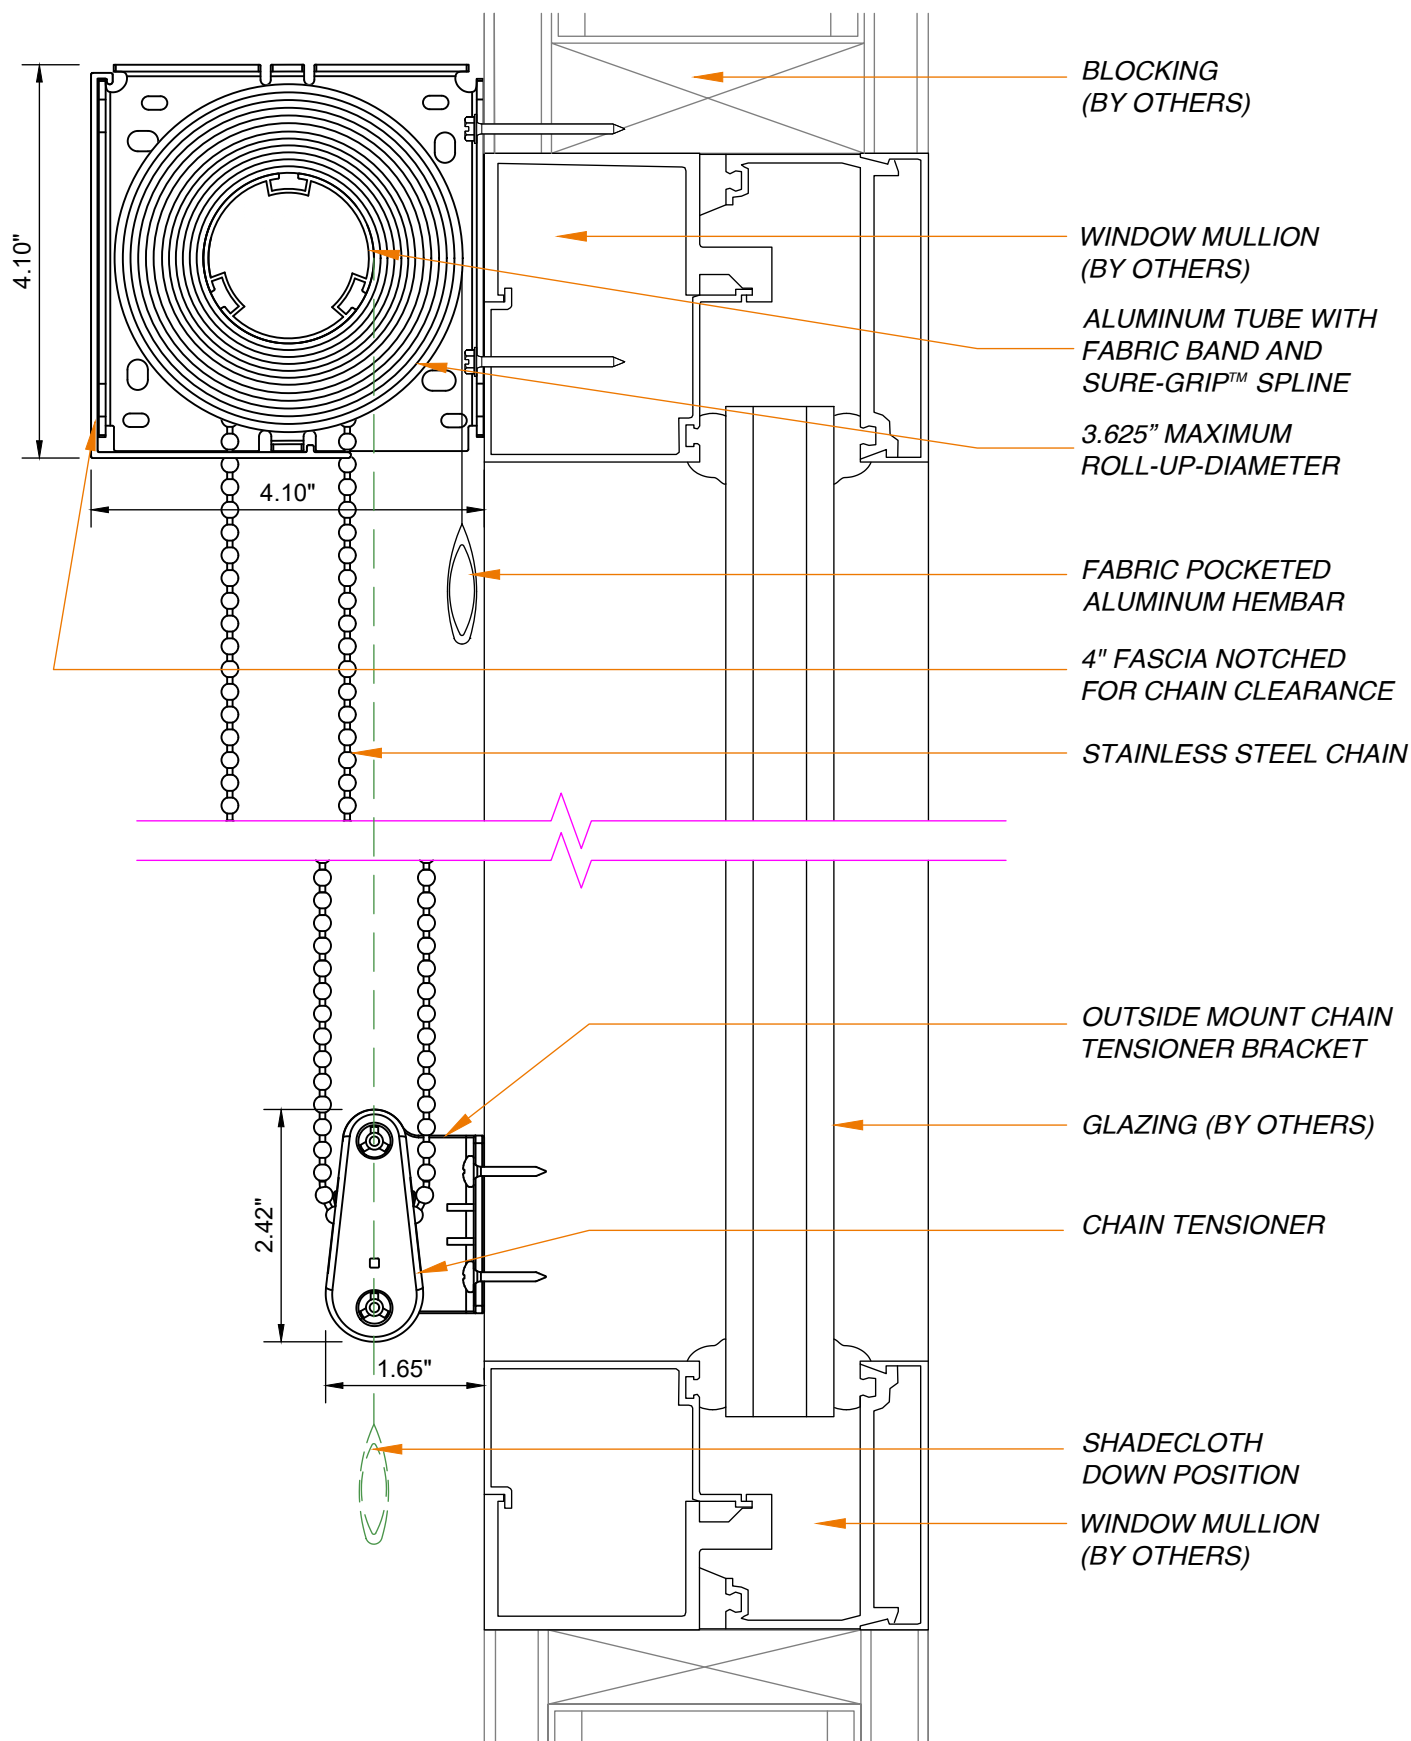 BLOCKING
(BY OTHERS)
WINDOW MULLION
(BY OTHERS)
ALUMINUM TUBE WITH
FABRIC BAND AND
SURE-GRIP™ SPLINE
3.625” MAXIMUM
ROLL-UP-DIAMETER
4.10"
4.10"
FABRIC POCKETED
ALUMINUM HEMBAR
4" FASCIA NOTCHED
FOR CHAIN CLEARANCE
STAINLESS STEEL CHAIN
OUTSIDE MOUNT CHAIN
TENSIONER BRACKET
GLAZING (BY OTHERS)
CHAIN TENSIONER
2.42"
1.65"
SHADECLOTH
DOWN POSITION
WINDOW MULLION
(BY OTHERS)